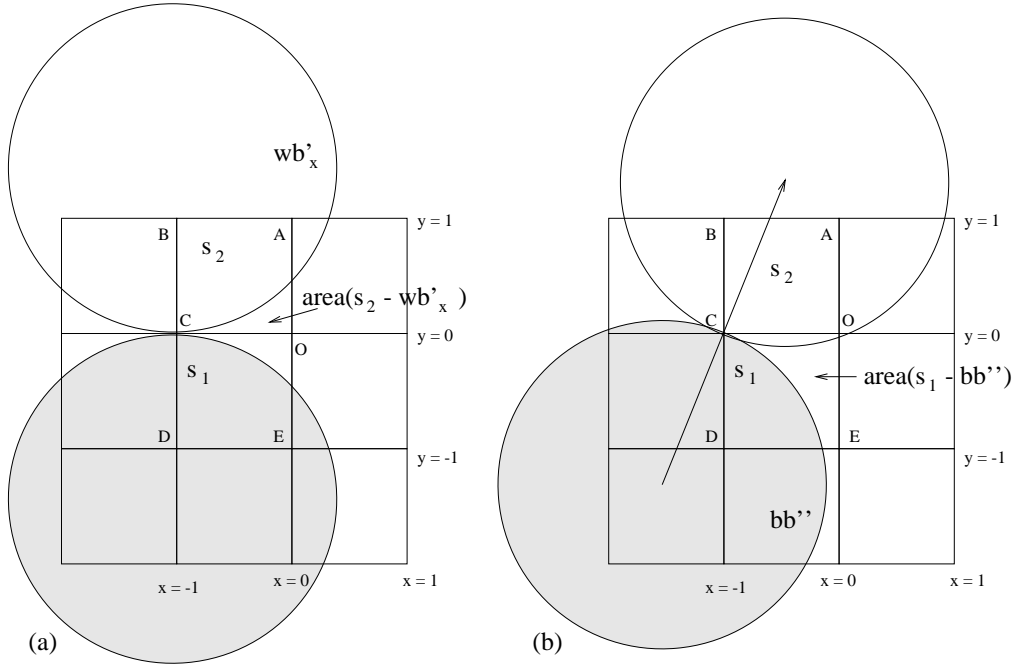 wb'x
y = 1
B
A
s2
area(s2 - wb'x )
C
y = 0
O
s1
D
E
y = -1
x = -1
x = 0
x = 1
(a)
y = 1
B
A
s2
C
O
y = 0
s1
area(s1 - bb'')
D
E
y = -1
bb''
x = -1
x = 0
x = 1
(b)